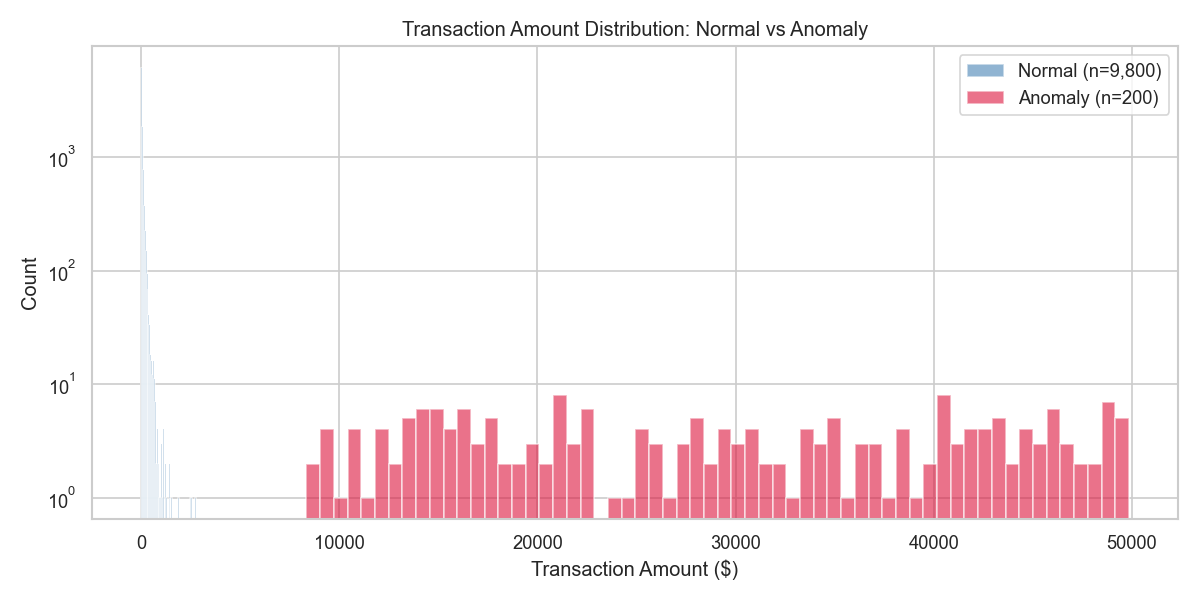 Transaction Amount Distribution: Normal vs Anomaly
Normal (n=9,800)
Anomaly (n=200)
Count
10³
10²
10¹
10⁰
0 10000 20000 30000 40000 50000
Transaction Amount ($)